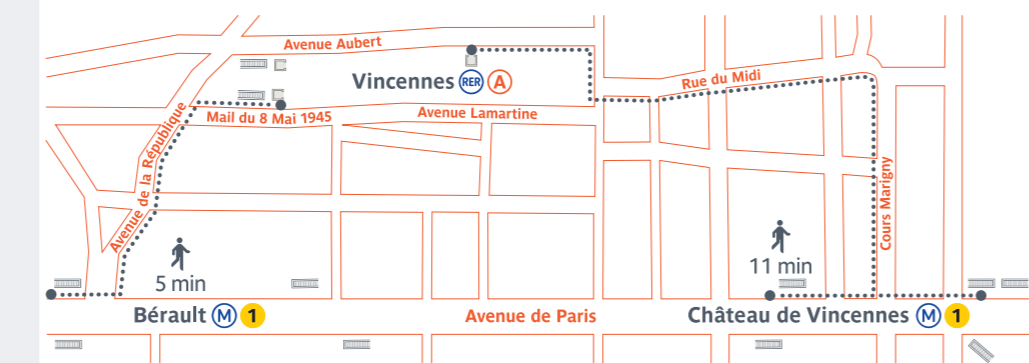 Avenue Aubert
Vincennes RER A
Rue du Midi
Mail du 8 Mai 1945
Avenue Lamartine
Avenue de la République
Cours Marigny
5 min
11 min
Bérault M 1
Avenue de Paris
Château de Vincennes M 1